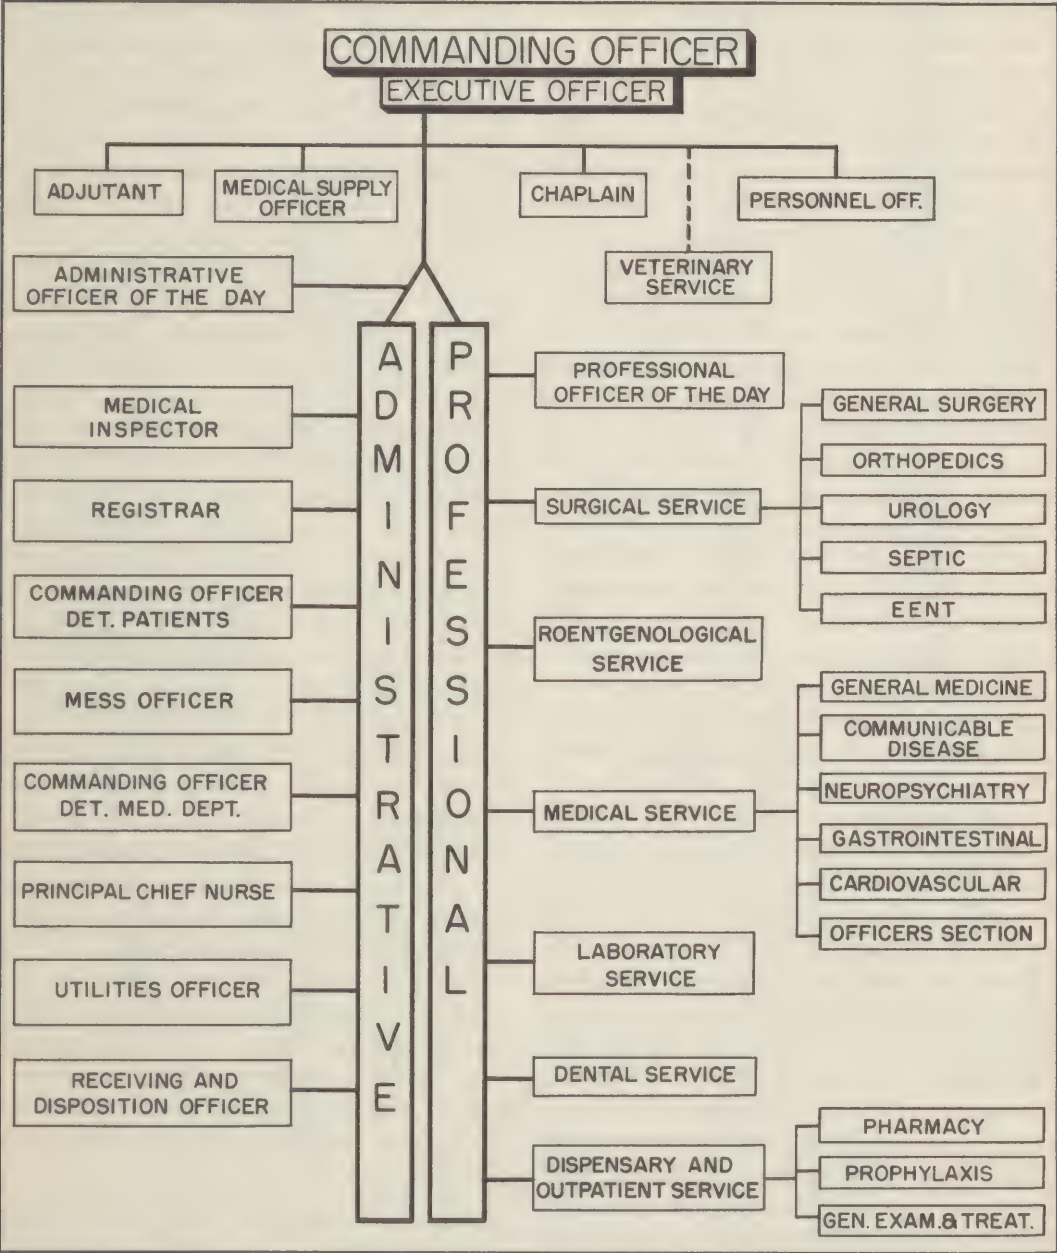 COMMANDING OFFICER
EXECUTIVE OFFICER
ADJUTANT
MEDICAL SUPPLY
OFFICER
CHAPLAIN
PERSONNEL OFF.
VETERINARY
SERVICE
ADMINISTRATIVE
OFFICER OF THE DAY
MEDICAL
INSPECTOR
REGISTRAR
COMMANDING OFFICER
DET. PATIENTS
MESS OFFICER
COMMANDING OFFICER
DET. MED. DEPT.
PRINCIPAL CHIEF NURSE
UTILITIES OFFICER
RECEIVING AND
DISPOSITION OFFICER
ADMINISTRATIVE
PROFESSIONAL
PROFESSIONAL
OFFICER OF THE DAY
SURGICAL SERVICE
GENERAL SURGERY
ORTHOPEDICS
UROLOGY
SEPTIC
EENT
ROENTGENOLOGICAL
SERVICE
MEDICAL SERVICE
GENERAL MEDICINE
COMMUNICABLE
DISEASE
NEUROPSYCHIATRY
GASTROINTESTINAL
CARDIOVASCULAR
OFFICERS SECTION
LABORATORY
SERVICE
DENTAL SERVICE
DISPENSARY AND
OUTPATIENT SERVICE
PHARMACY
PROPHYLAXIS
GEN. EXAM.& TREAT.